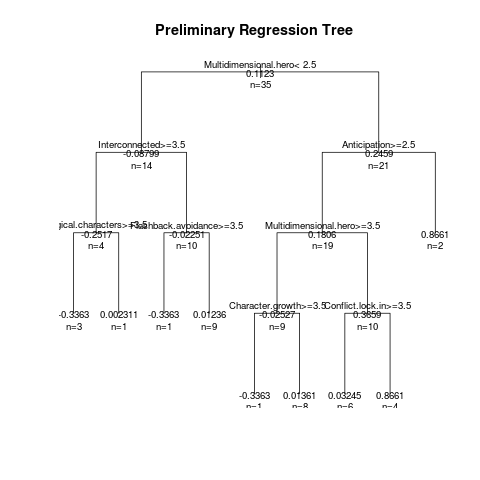 Preliminary Regression Tree
Multidimensional.hero< 2.5
0.1123
n=35
Interconnected>=3.5
-0.08799
n=14
Anticipation>=2.5
0.2459
n=21
gical.characters>=3.5
-0.2517
n=4
Flashback.avoidance>=3.5
-0.02251
n=10
Multidimensional.hero>=3.5
0.1806
n=19
0.8661
n=2
-0.3363
n=3
0.002311
n=1
-0.3363
n=1
0.01236
n=9
Character.growth>=3.5
-0.02527
n=9
Conflict.lock.in>=3.5
0.3659
n=10
-0.3363
n=1
0.01361
n=8
0.03245
n=6
0.8661
n=4